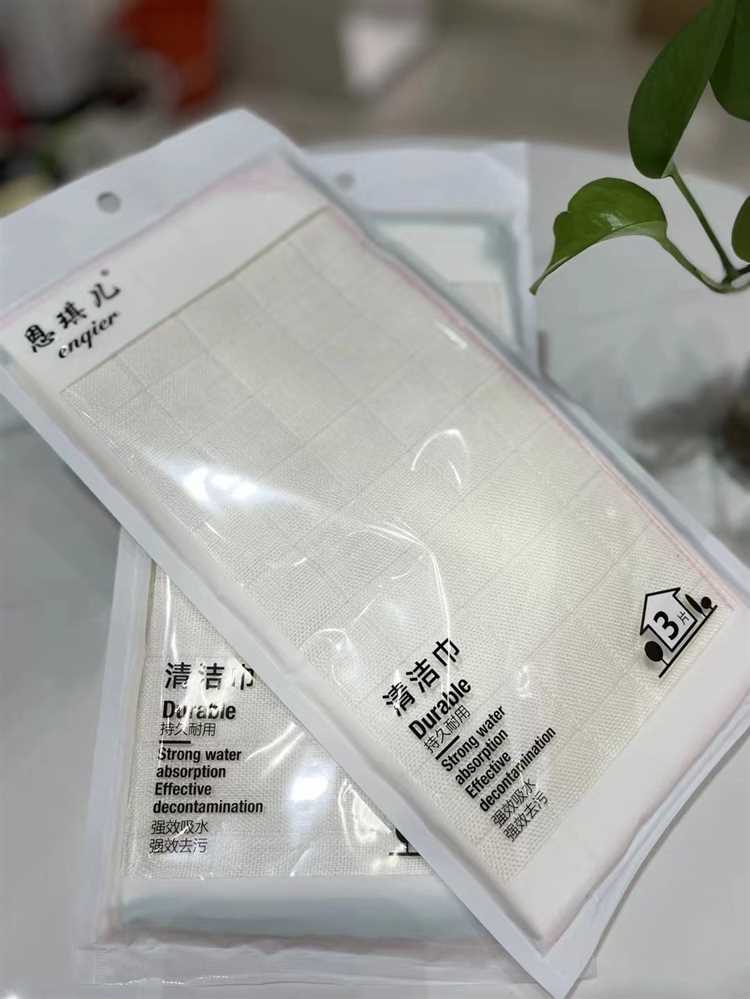 恩琪儿®
enqier
3片
清洁巾
Durable
持久耐用
Strong water
absorption
Effective
decontamination
强效吸水
强效去污
清洁巾
Durable
持久耐用
Strong water
absorption
Effective
decontamination
强效吸水
强效去污